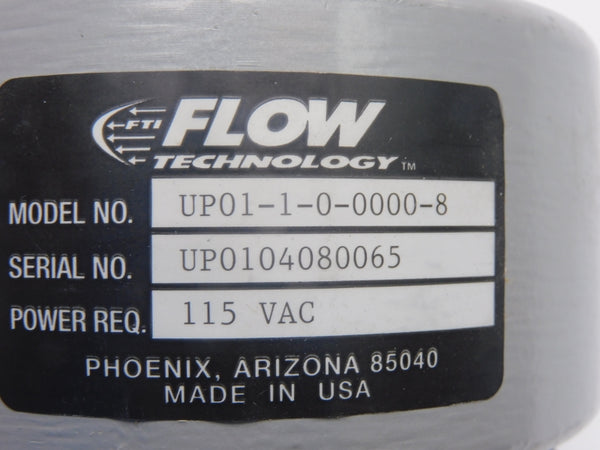 FTI FLOW
TECHNOLOGY™
MODEL NO. UP01-1-0-0000-8
SERIAL NO. UP0104080065
POWER REQ. 115 VAC
PHOENIX, ARIZONA 85040
MADE IN USA